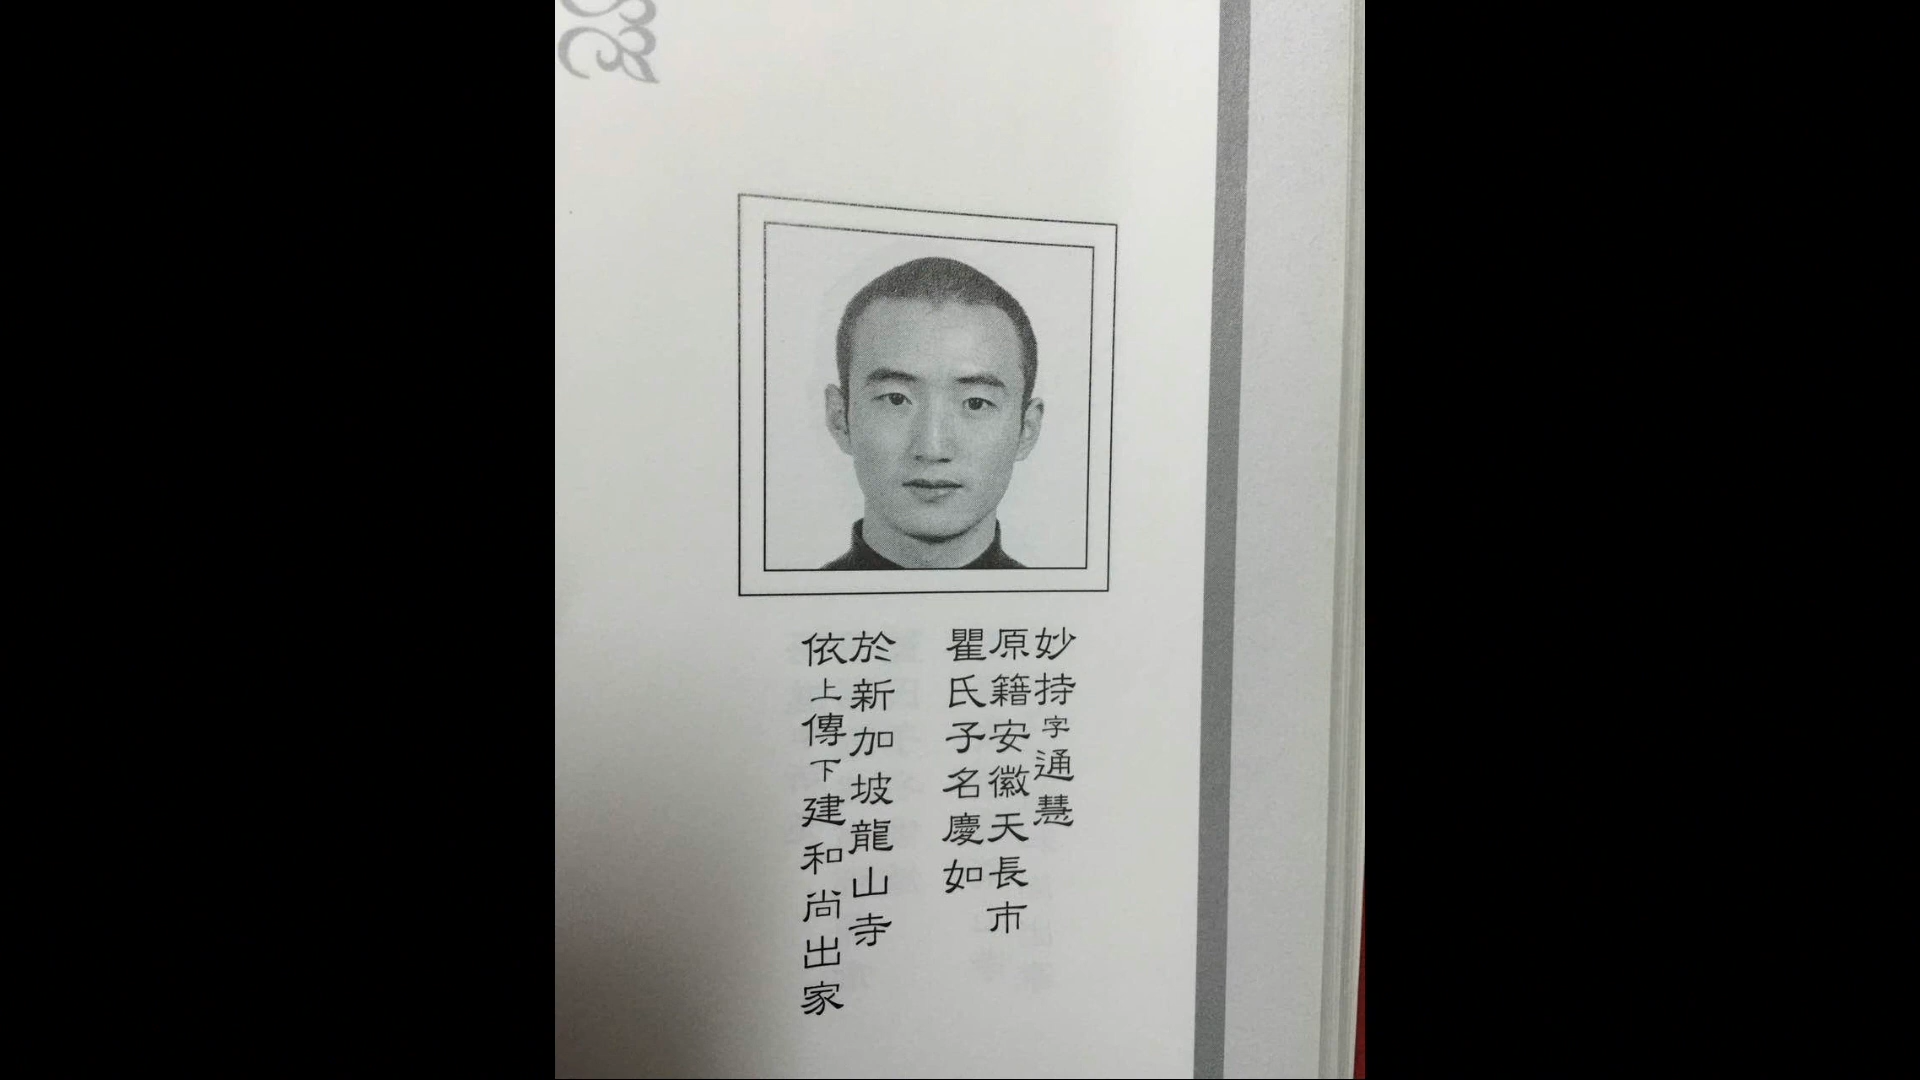 妙持字通慧
原籍安徽天長市
瞿氏子名慶如
於新加坡龍山寺
依上傳下建和尚出家